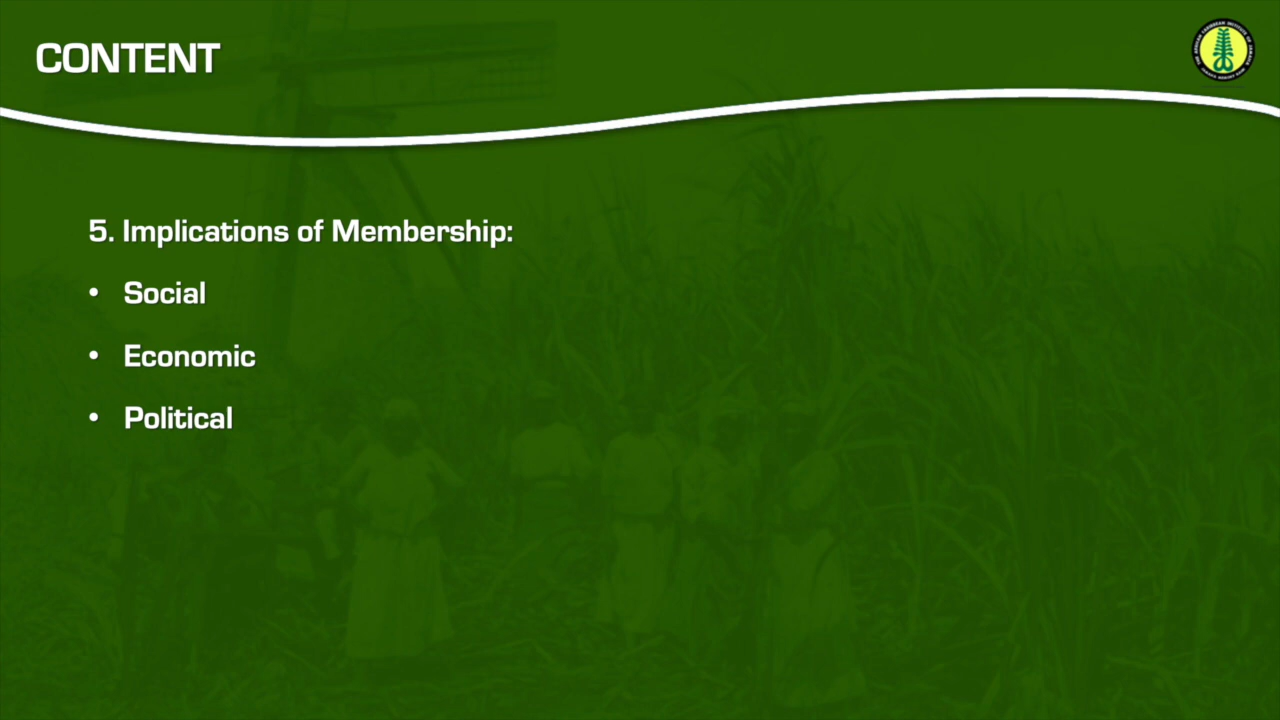 CONTENT
5. Implications of Membership:
• Social
• Economic
• Political